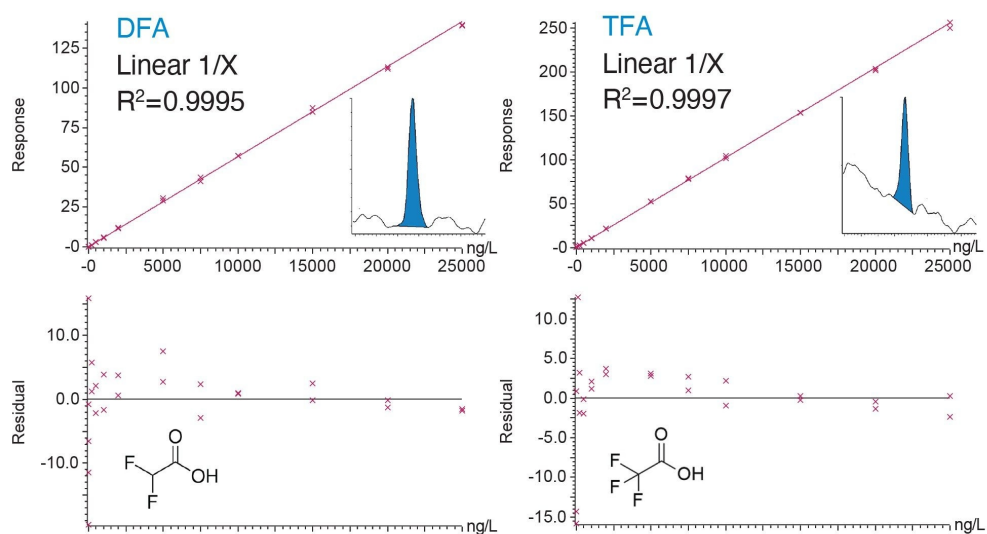 DFA
Linear 1/X
R²=0.9995
Response
125
100
75
50
25
-0
-0 5000 10000 15000 20000 25000
ng/L
TFA
Linear 1/X
R²=0.9997
Response
250
200
150
100
50
-0
-0 5000 10000 15000 20000 25000
ng/L
Residual
10.0
0.0
-10.0
F
F
O
OH
ng/L
Residual
10.0
5.0
0.0
-5.0
-10.0
-15.0
F
F
F
O
OH
ng/L